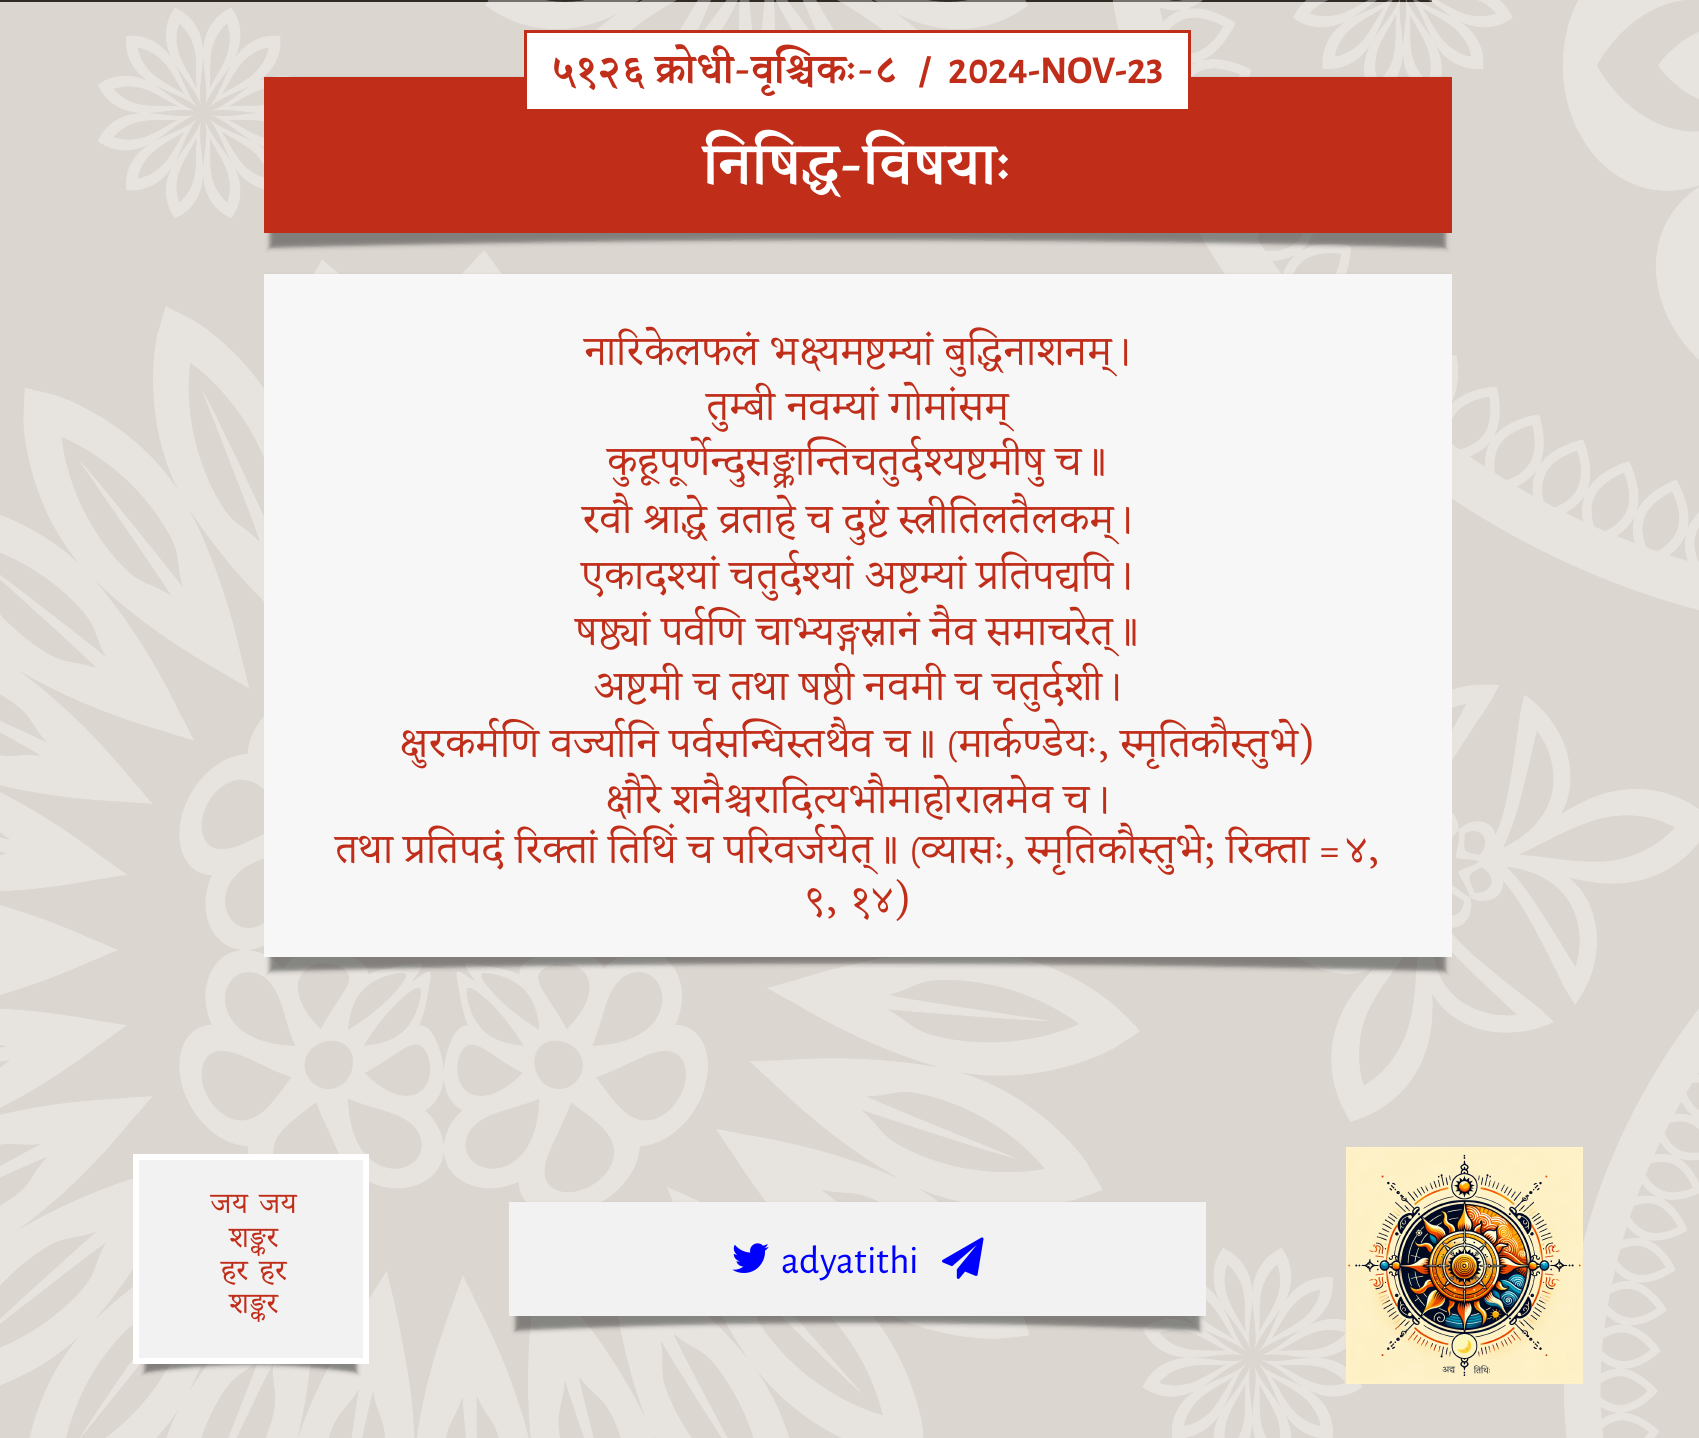 ५१२६ क्रोधी-वृश्चिकः-८ / 2024-NOV-23
निषिद्ध-विषयाः
नारिकेलफलं भक्ष्यमष्टम्यां बुद्धिनाशनम्।
तुम्बी नवम्यां गोमांसम्
कुहूपूर्णेन्दुसङ्क्रान्तिचतुर्दश्यष्टमीषु च॥
रवौ श्राद्धे व्रताहे च दुष्टं स्त्रीतिलतैलकम्।
एकादश्यां चतुर्दश्यां अष्टम्यां प्रतिपद्यपि।
षष्ठ्यां पर्वणि चाभ्यङ्गस्नानं नैव समाचरेत्॥
अष्टमी च तथा षष्ठी नवमी च चतुर्दशी।
क्षुरकर्मणि वर्ज्यानि पर्वसन्धिस्तथैव च॥ (मार्कण्डेयः, स्मृतिकौस्तुभे)
क्षौरे शनैश्चरादित्यभौमाहोरात्रमेव च।
तथा प्रतिपदं रिक्तां तिथिं च परिवर्जयेत्॥ (व्यासः, स्मृतिकौस्तुभे; रिक्ता = ४,
९, १४)
जय जय
शङ्कर
हर हर
शङ्कर
adyatithi
अद्य तिथिः